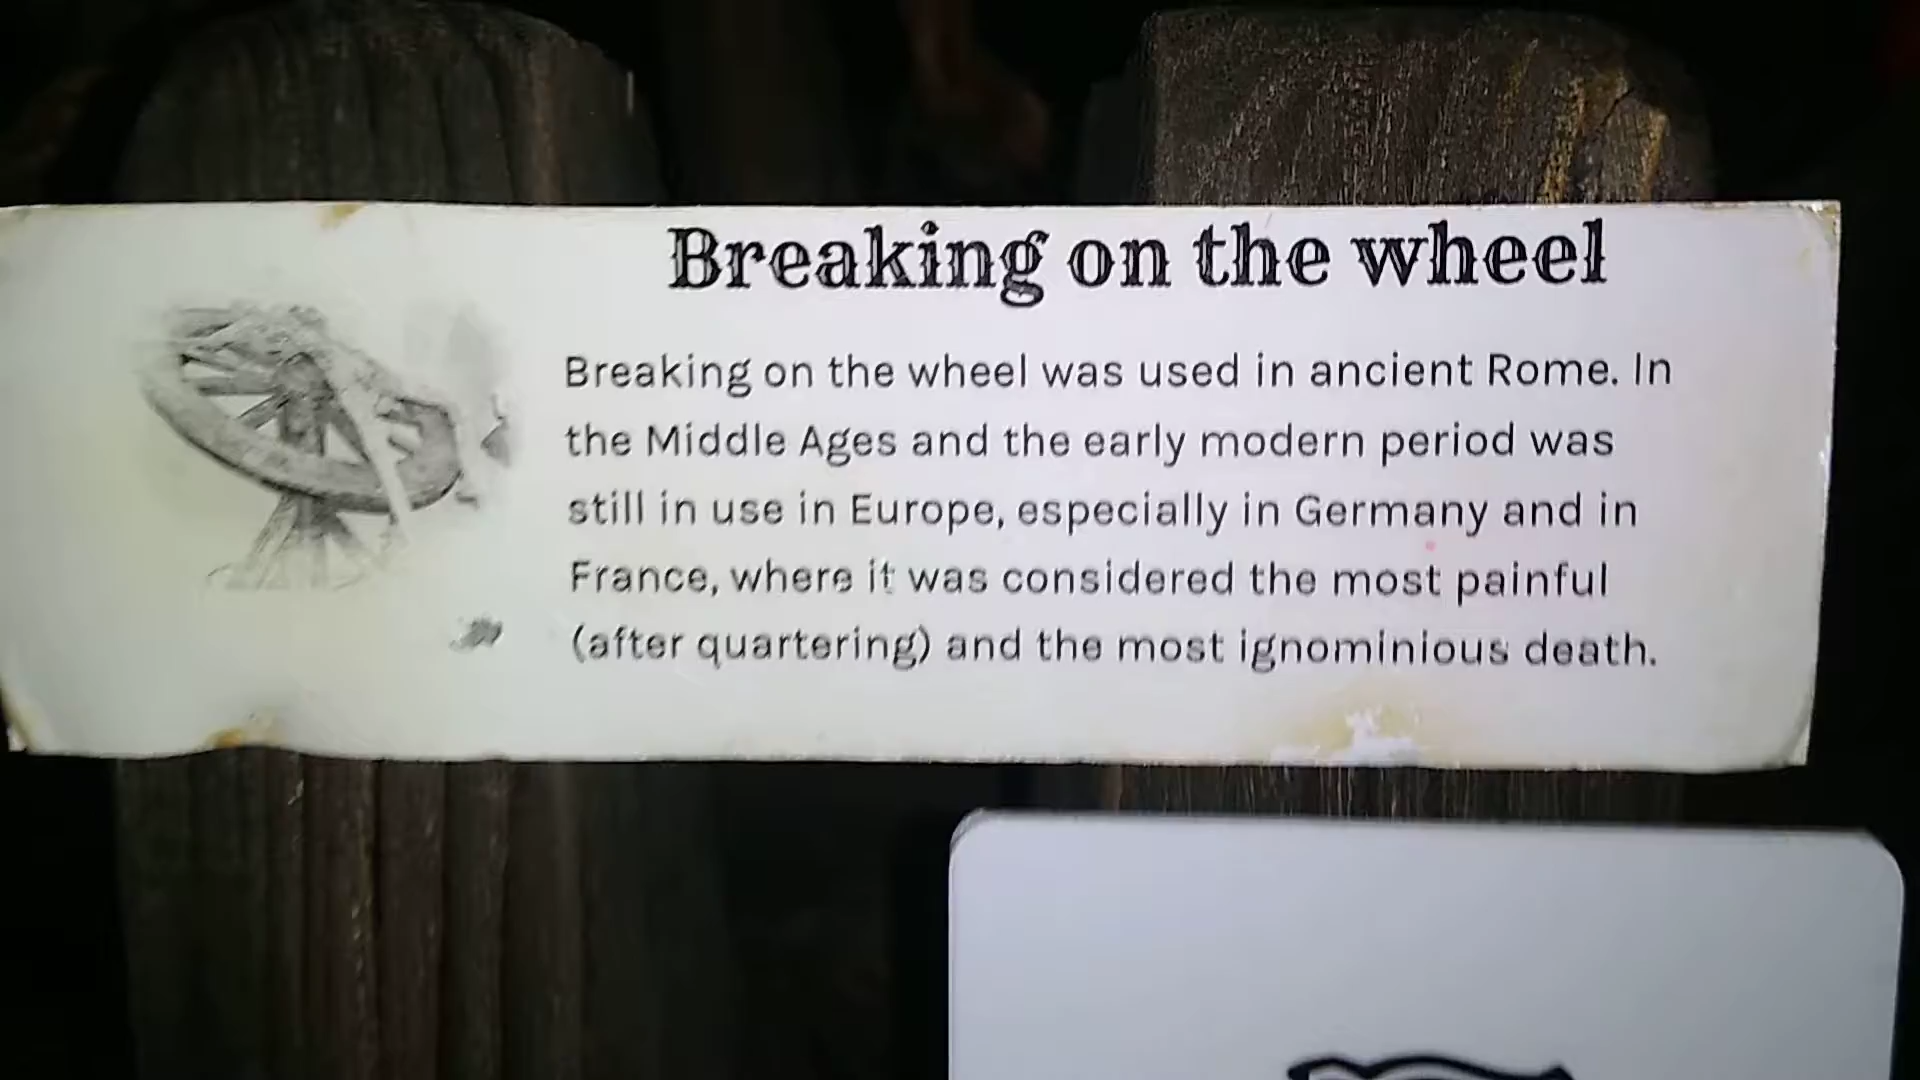 Breaking on the wheel
Breaking on the wheel was used in ancient Rome. In
the Middle Ages and the early modern period was
still in use in Europe, especially in Germany and in
France, where it was considered the most painful
(after quartering) and the most ignominious death.